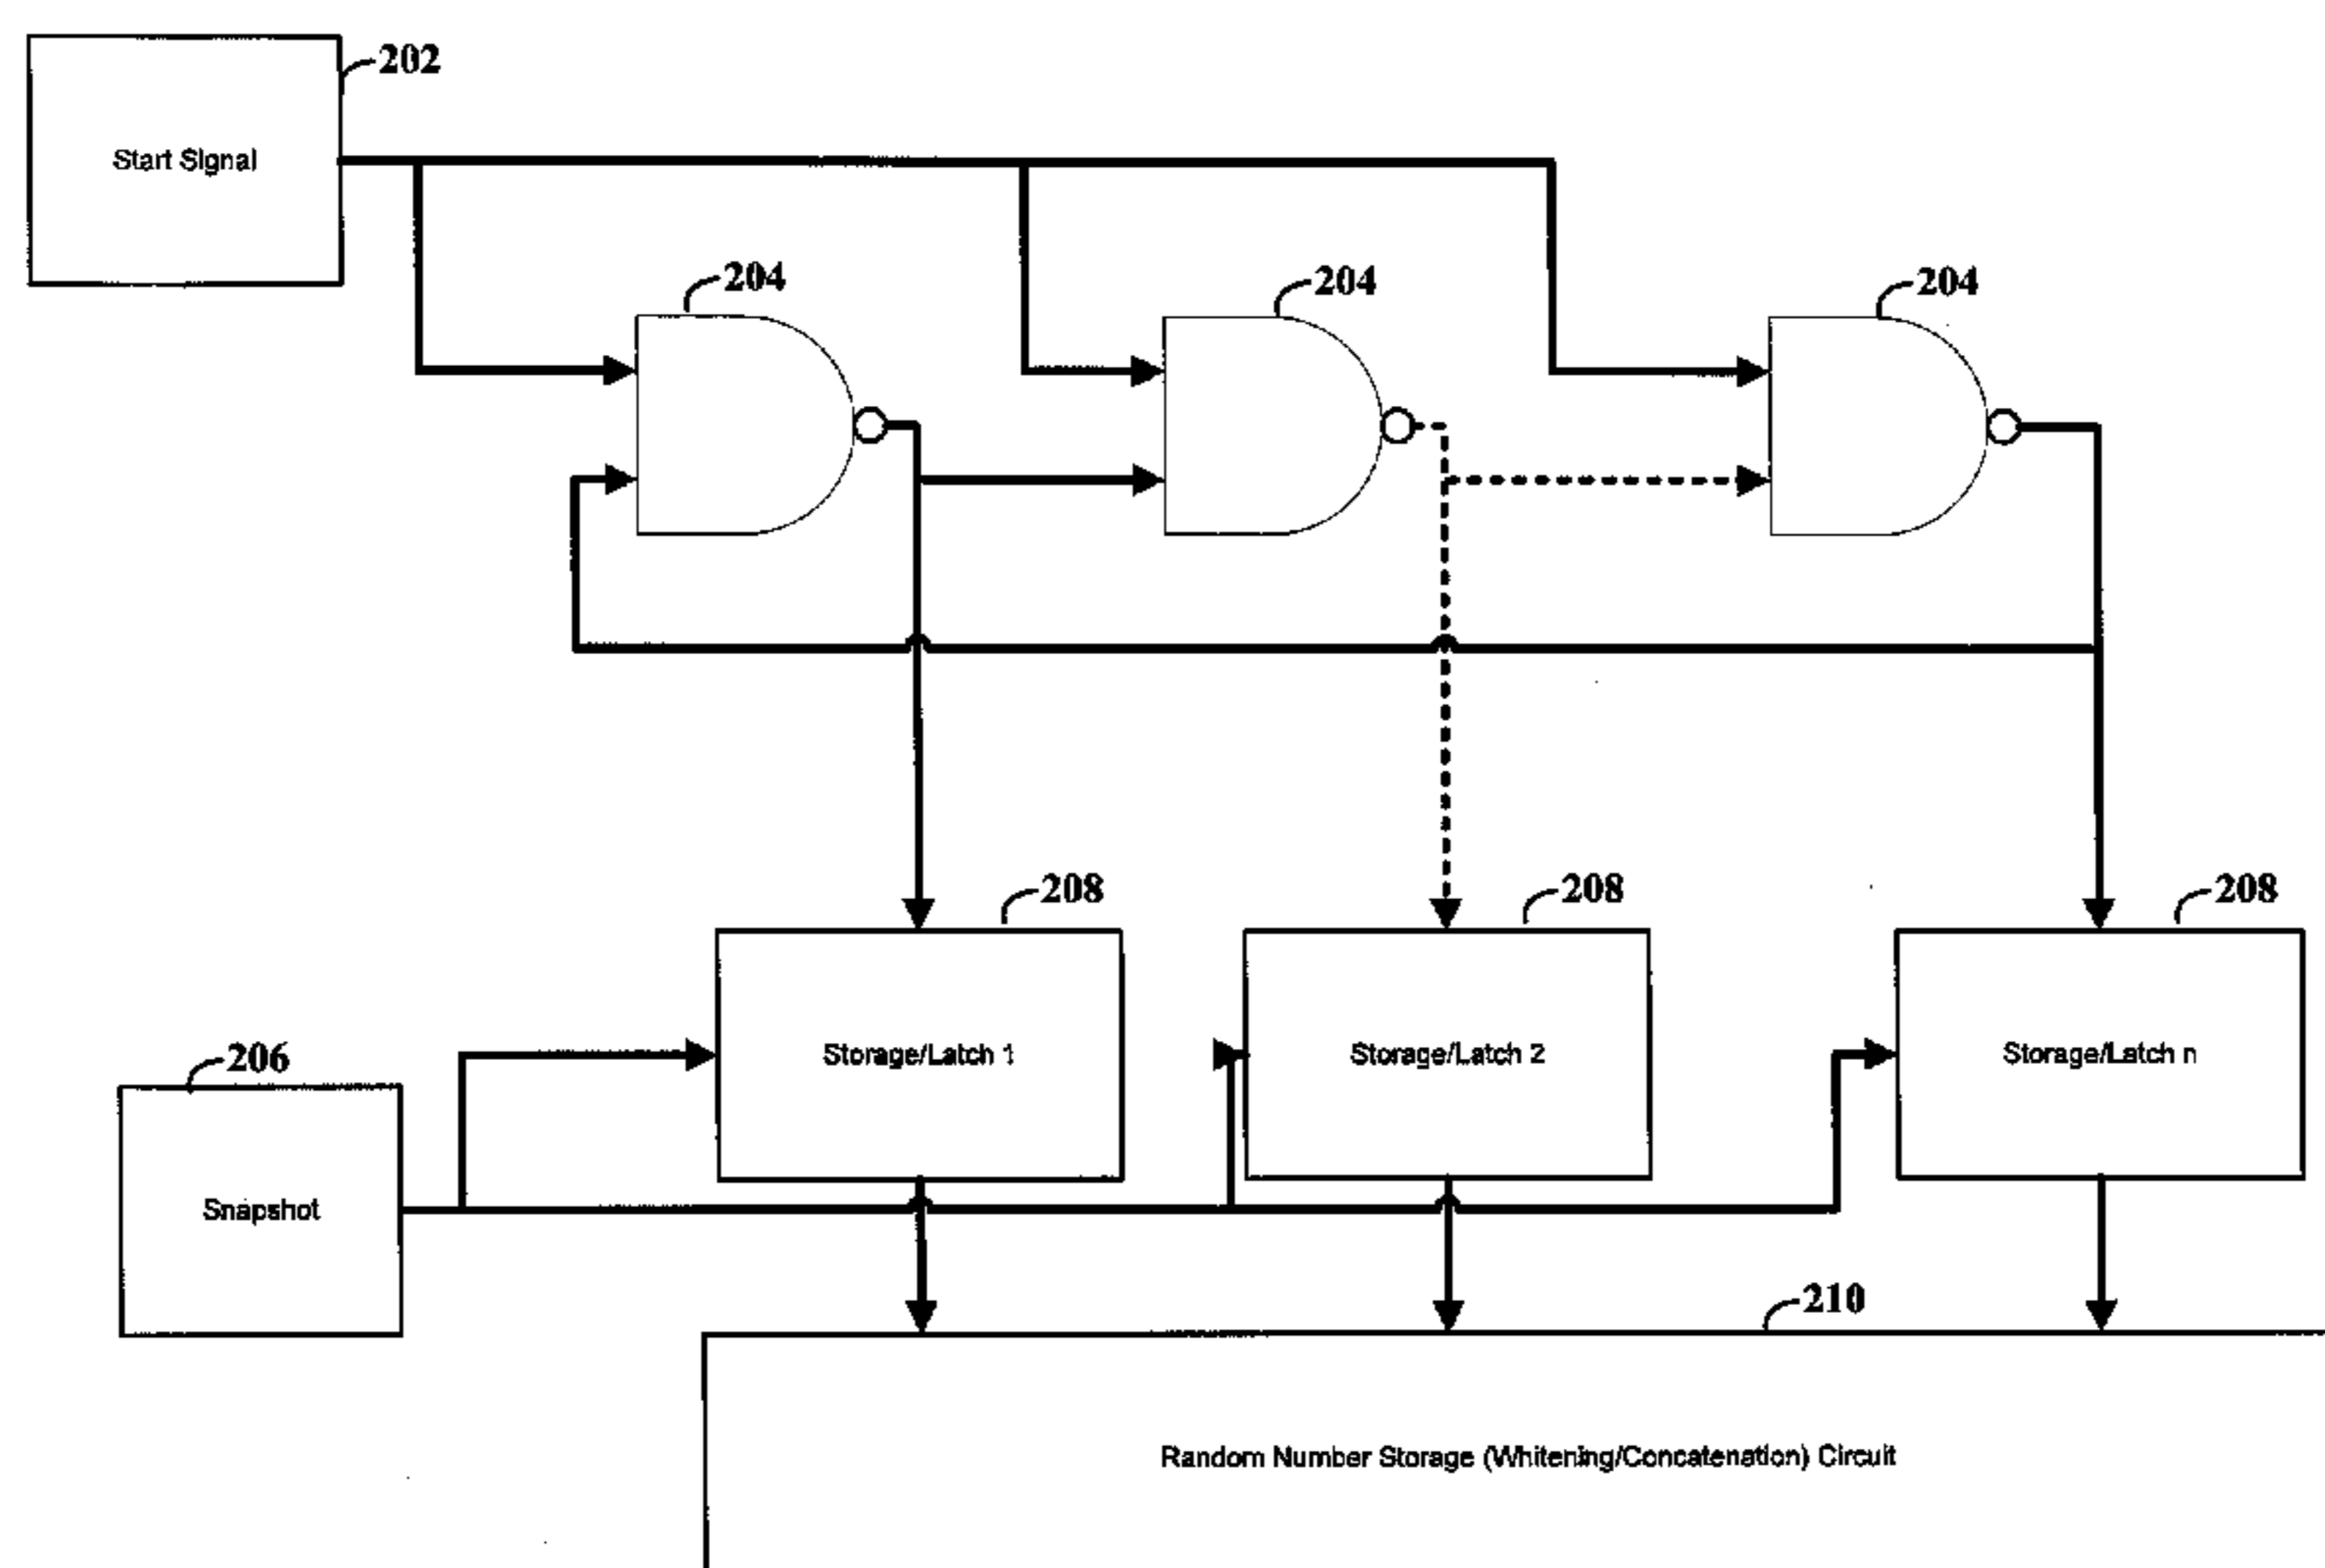 202
Start Signal
204
204
204
208
208
208
Storage/Latch 1
Storage/Latch 2
Storage/Latch n
206
Snapshot
210
Random Number Storage (Whitening/Concatenation) Circuit